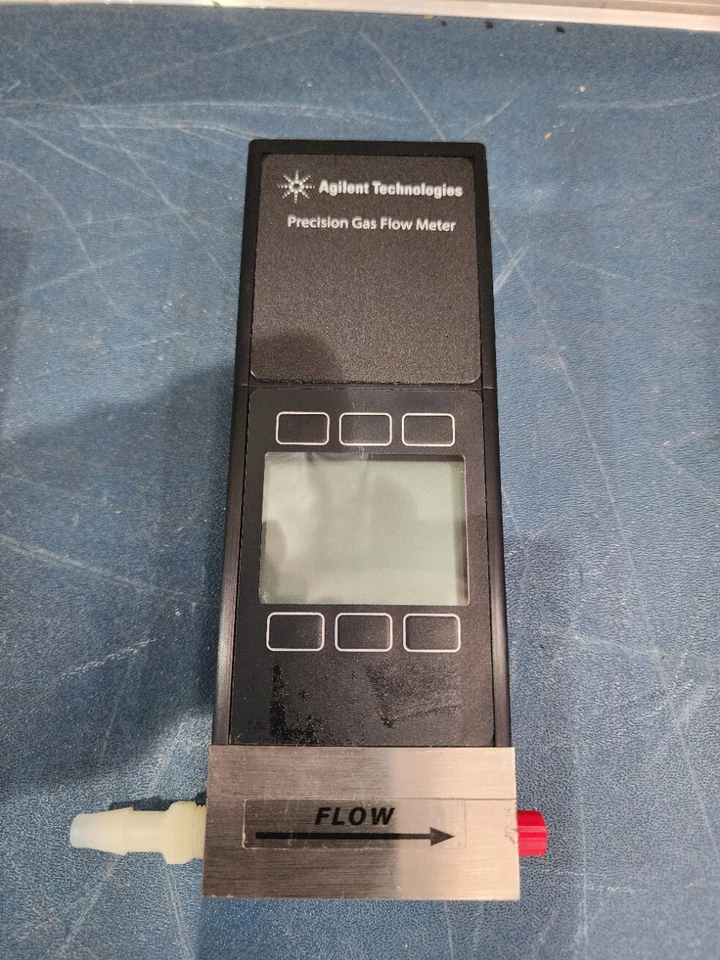 Agilent Technologies
Precision Gas Flow Meter
FLOW